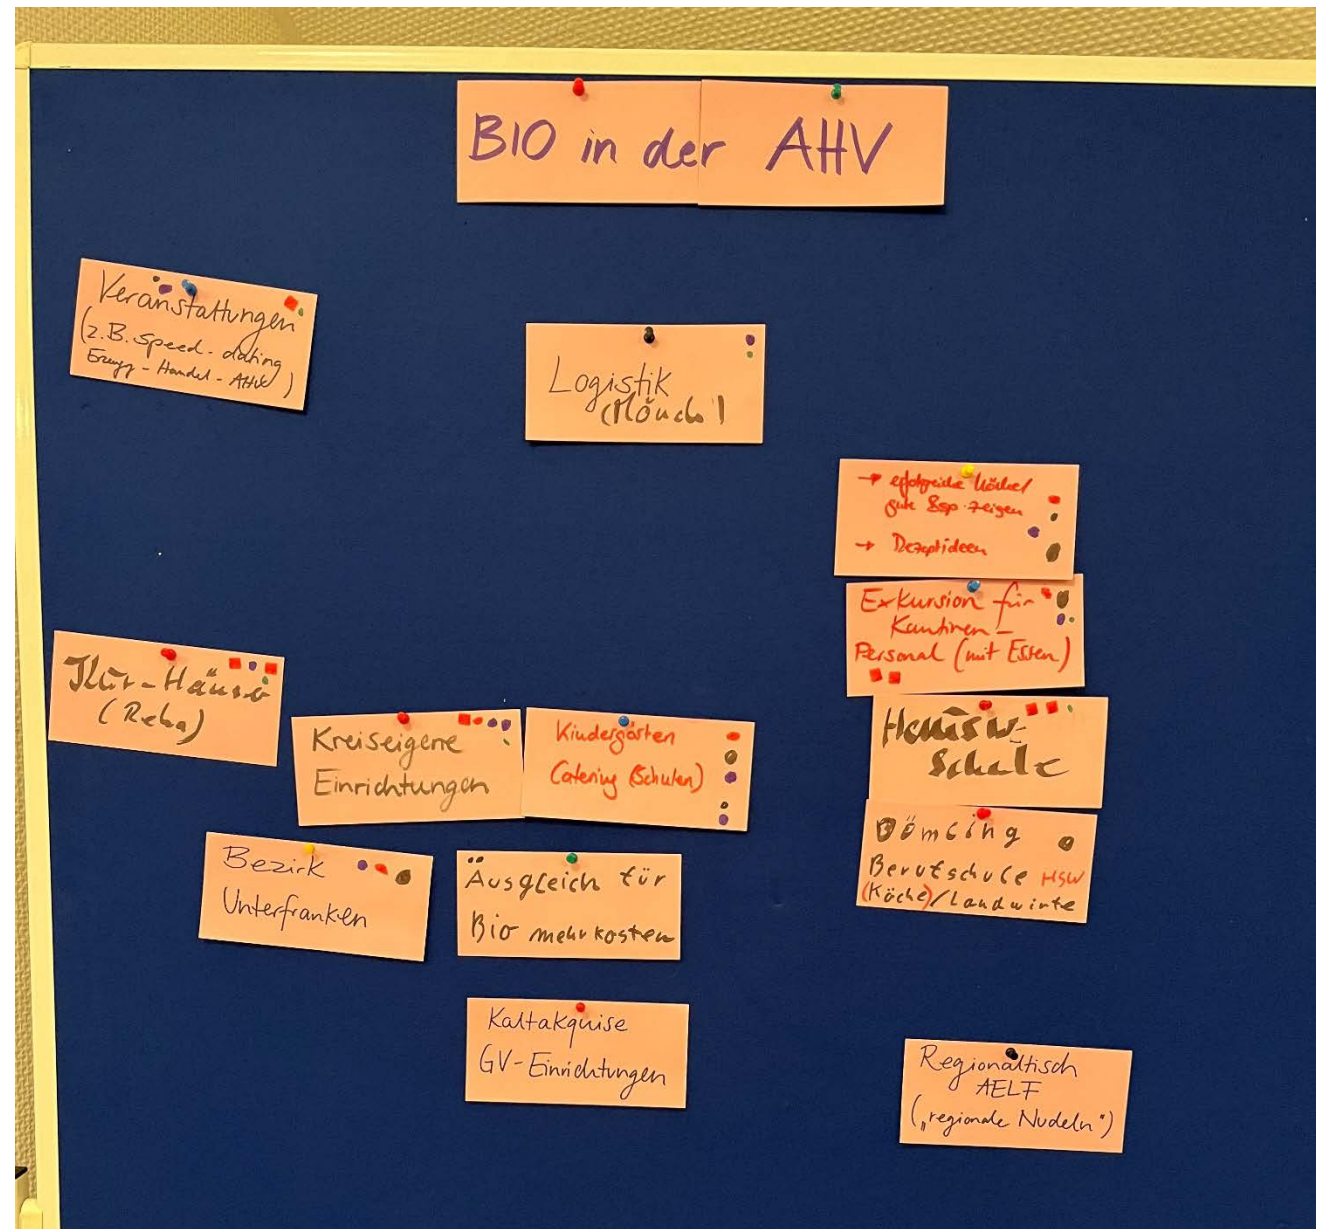 BIO in der AHV
Veranstaltungen
(z.B. speed-dating
Erzeug - Handel - AHV)
Logistik
(Mönch)
→ erfolgreiche
gute Bsp. zeigen
→ Rezeptideen
Exkursion für
Kantinen-
Personal (mit Essen)
Kur-Häuser
(Reha)
Kreiseigene
Einrichtungen
Kindergärten
Catering (Schulen)
Hausw.
Schule
Bezirk
Unterfranken
Ausgleich für
Bio mehrkosten
Berufschule HSW
(Köche)/Landwirte
Kaltakquise
GV-Einrichtungen
Regionaltisch
AELF
(„regionale Nudeln")